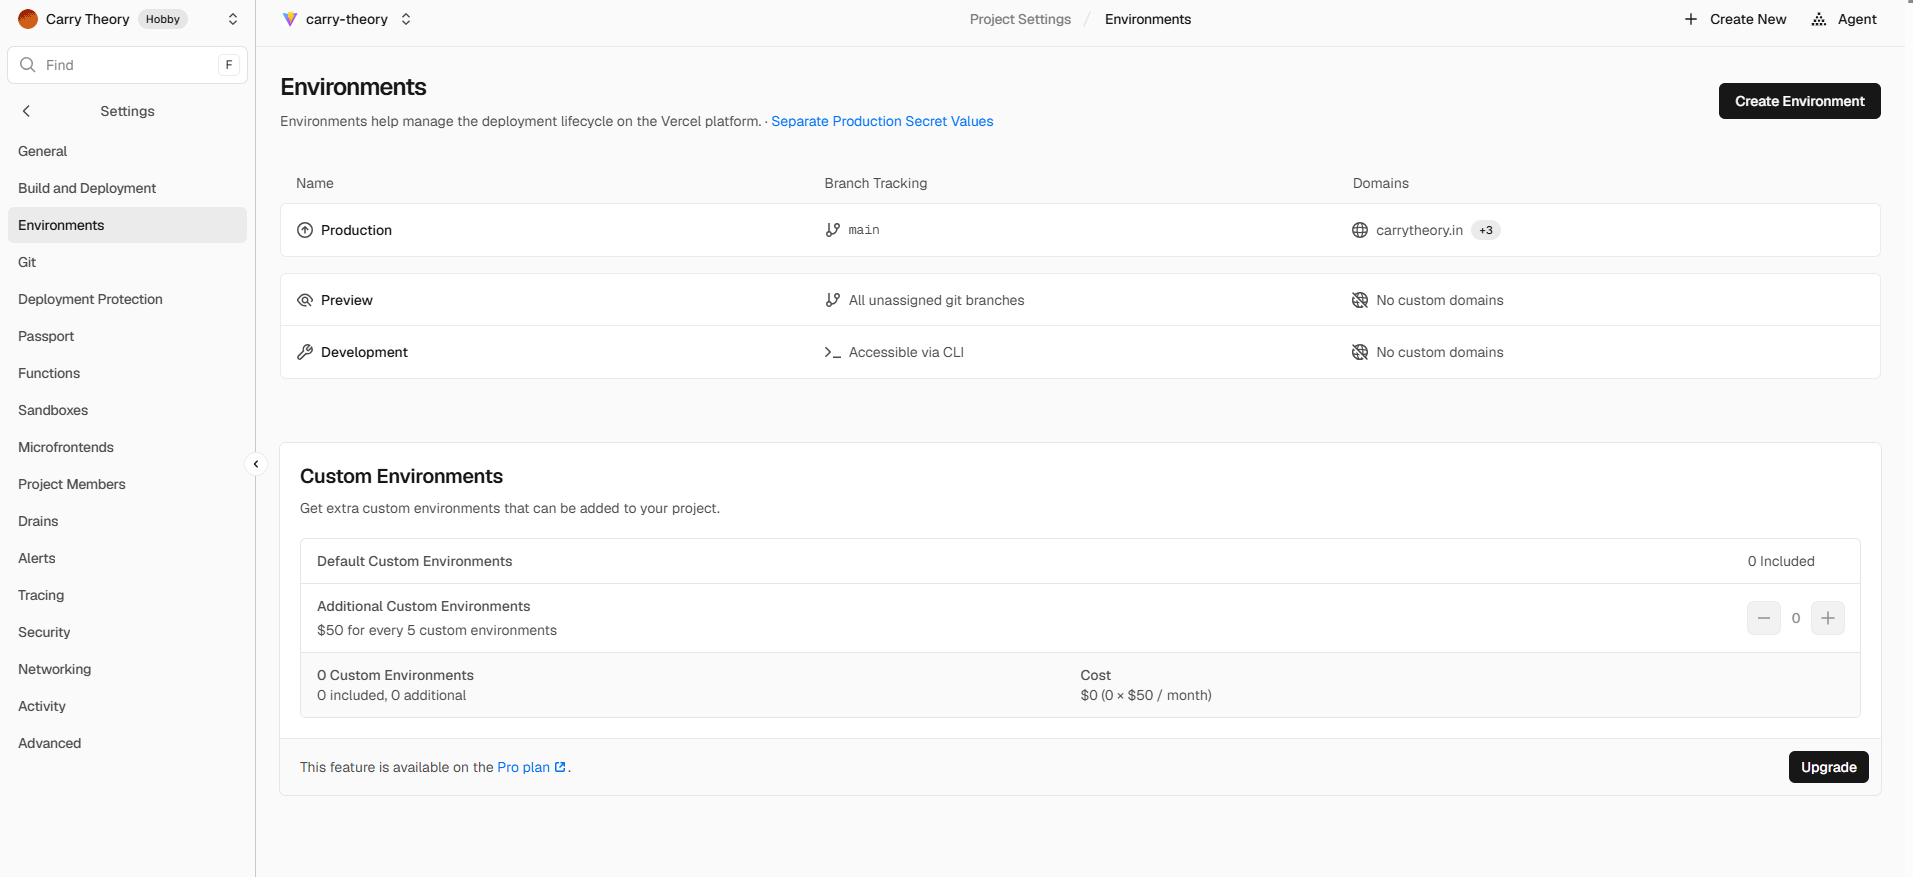 Carry Theory Hobby
Find F
Settings
General
Build and Deployment
Environments
Git
Deployment Protection
Passport
Functions
Sandboxes
Microfrontends
Project Members
Drains
Alerts
Tracing
Security
Networking
Activity
Advanced
carry-theory
Project Settings / Environments
Create New
Agent
Environments
Environments help manage the deployment lifecycle on the Vercel platform. · Separate Production Secret Values
Create Environment
Name Branch Tracking Domains
Production main carrytheory.in +3
Preview All unassigned git branches No custom domains
Development Accessible via CLI No custom domains
Custom Environments
Get extra custom environments that can be added to your project.
Default Custom Environments 0 Included
Additional Custom Environments
$50 for every 5 custom environments
0
0 Custom Environments Cost
0 included, 0 additional $0 (0 × $50 / month)
This feature is available on the Pro plan.
Upgrade